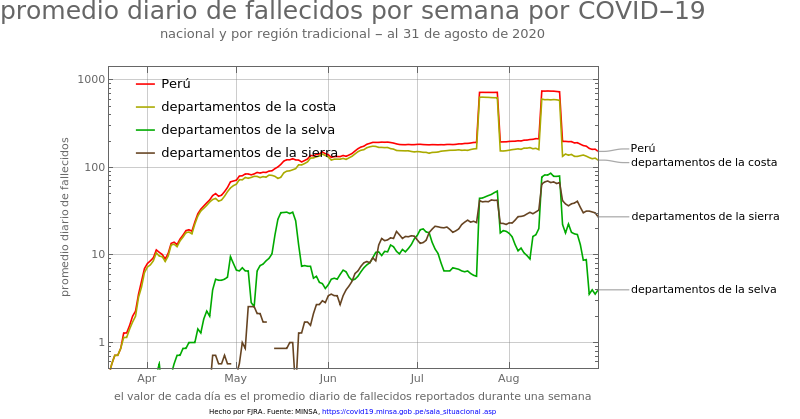 promedio diario de fallecidos por semana por COVID−19
nacional y por región tradicional − al 31 de agosto de 2020
promedio diario de fallecidos
1000
100
10
1
Perú
departamentos de la costa
departamentos de la selva
departamentos de la sierra
Perú
departamentos de la costa
departamentos de la sierra
departamentos de la selva
Apr May Jun Jul Aug
el valor de cada día es el promedio diario de fallecidos reportados durante una semana
Hecho por FJRA. Fuente: MINSA, https://covid19.minsa.gob.pe/sala_situacional.asp